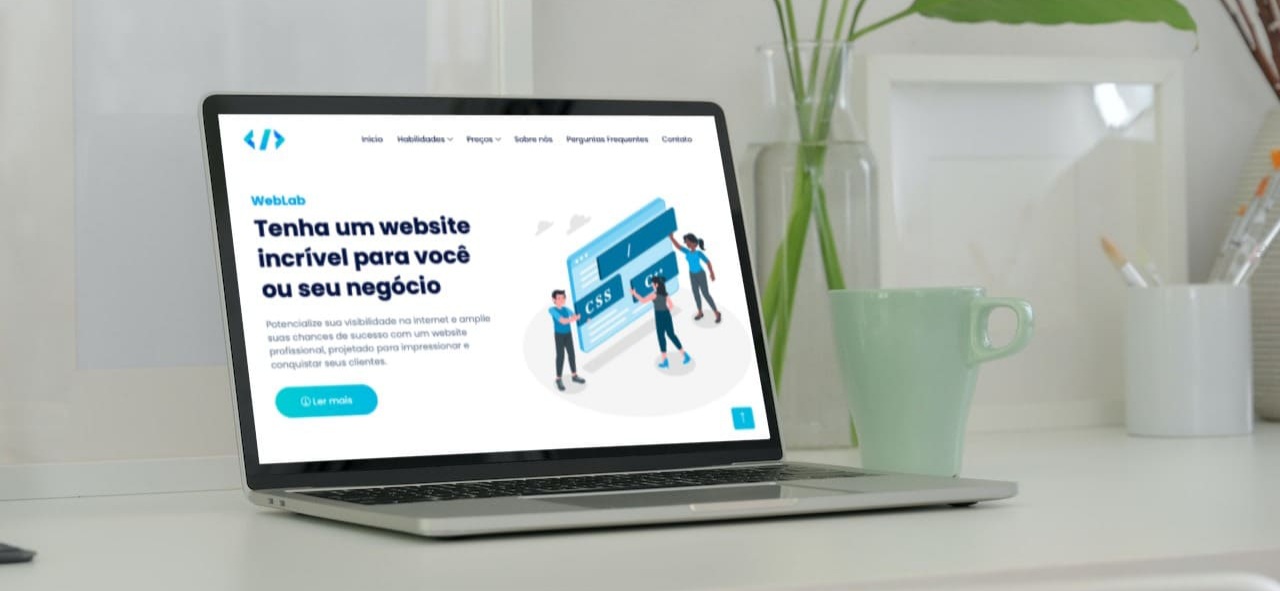 </>
Início Habilidades Preços Sobre nós Perguntas Frequentes Contato
WebLab
Tenha um website
incrível para você
ou seu negócio
Potencialize sua visibilidade na internet e amplie
suas chances de sucesso com um website
profissional, projetado para impressionar e
conquistar seus clientes.
Ler mais
/
CSS